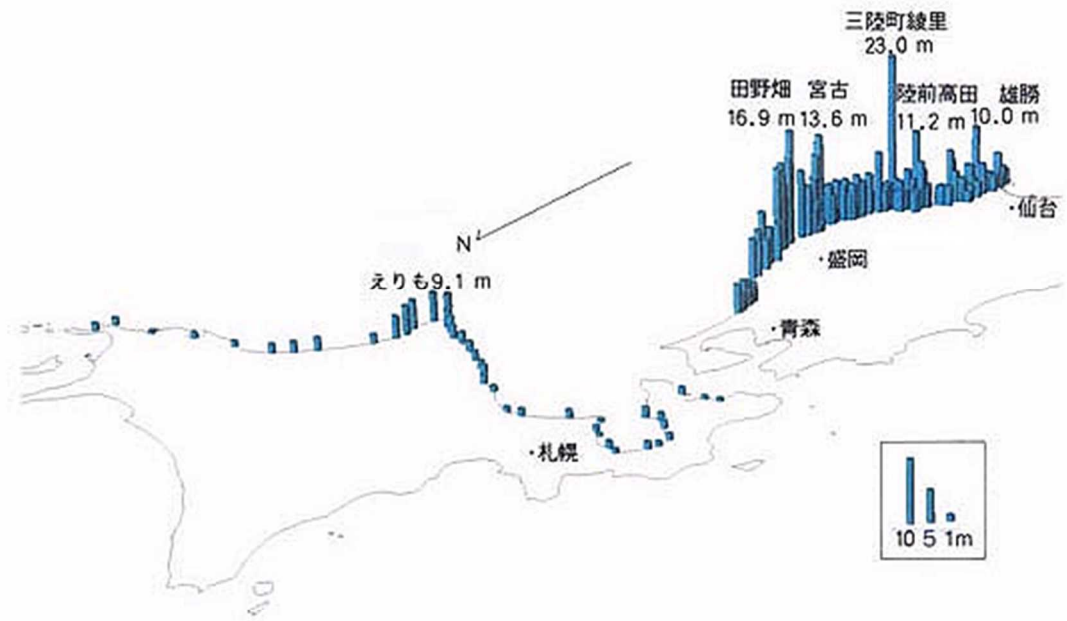 三陸町綾里
23.0 m
田野畑 宮古
16.9 m 13.6 m
陸前高田 雄勝
11.2 m 10.0 m
・仙台
・盛岡
・青森
N
えりも9.1 m
・札幌
10 5 1m